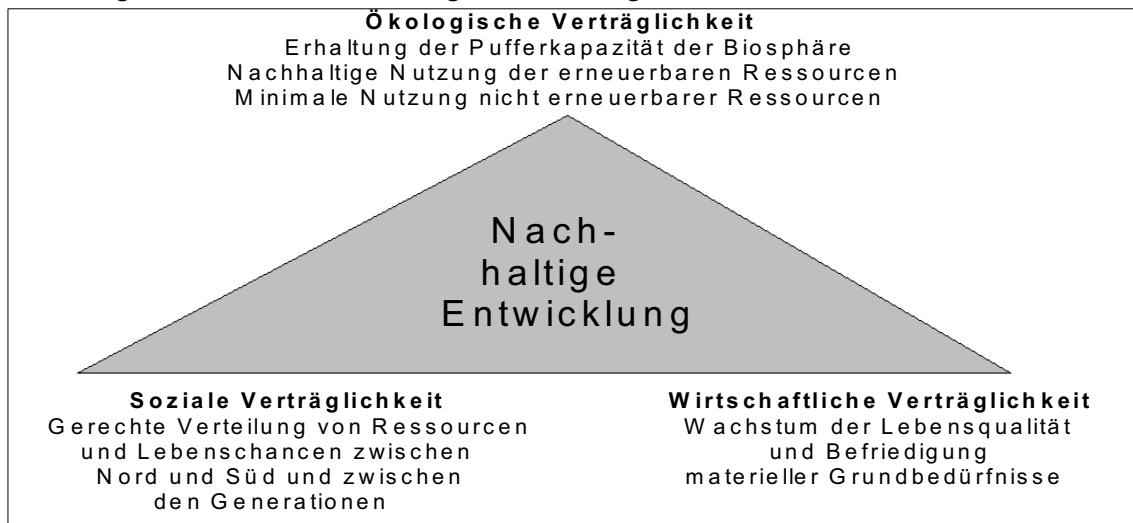 Ökologische Verträglichkeit
Erhaltung der Pufferkapazität der Biosphäre
Nachhaltige Nutzung der erneuerbaren Ressourcen
Minimale Nutzung nicht erneuerbarer Ressourcen
Nach-
haltige
Entwicklung
Soziale Verträglichkeit
Gerechte Verteilung von Ressourcen
und Lebenschancen zwischen
Nord und Süd und zwischen
den Generationen
Wirtschaftliche Verträglichkeit
Wachstum der Lebensqualität
und Befriedigung
materieller Grundbedürfnisse